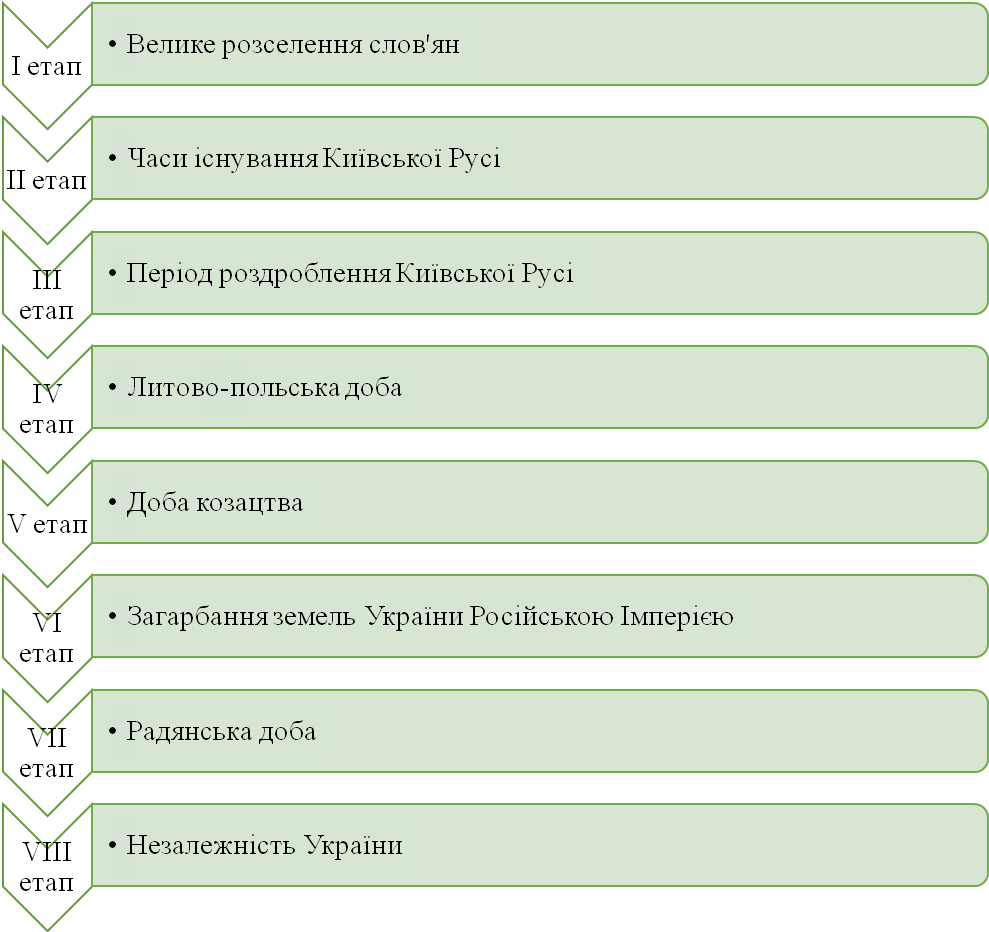 I етап
• Велике розселення слов'ян
II етап
• Часи існування Київської Русі
III
етап
• Період роздроблення Київської Русі
IV
етап
• Литово-польська доба
V етап
• Доба козацтва
VI
етап
• Загарбання земель України Російською Імперією
VII
етап
• Радянська доба
VIII
етап
• Незалежність України